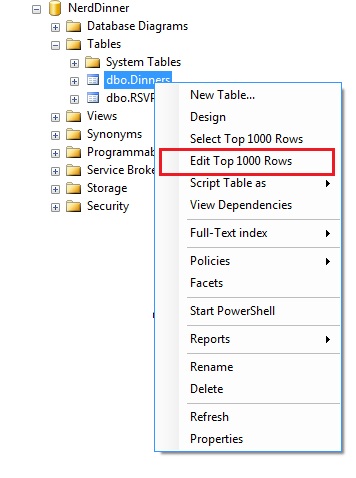 NerdDinner
Database Diagrams
Tables
System Tables
dbo.Dinners
dbo.RSVP
Views
Synonyms
Programmab
Service Broke
Storage
Security
New Table...
Design
Select Top 1000 Rows
Edit Top 1000 Rows
Script Table as
View Dependencies
Full-Text index
Policies
Facets
Start PowerShell
Reports
Rename
Delete
Refresh
Properties